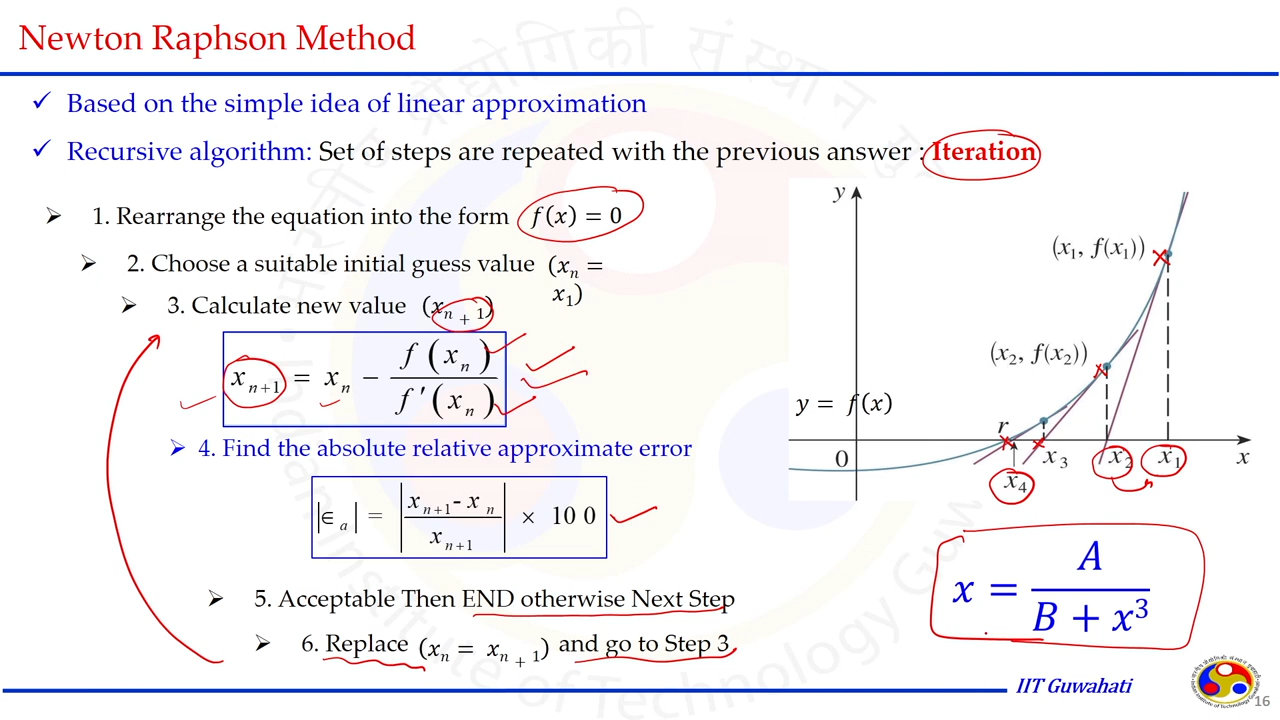 Newton Raphson Method
✓ Based on the simple idea of linear approximation
✓ Recursive algorithm: Set of steps are repeated with the previous answer : Iteration
➢ 1. Rearrange the equation into the form f(x) = 0
➢ 2. Choose a suitable initial guess value (xₙ =
x₁)
➢ 3. Calculate new value (xₙ ₊ ₁)
xₙ₊₁ = xₙ − f(xₙ) / f′(xₙ)
➢ 4. Find the absolute relative approximate error
|∈ₐ| = |(xₙ₊₁ - xₙ) / xₙ₊₁| × 10 0
➢ 5. Acceptable Then END otherwise Next Step
➢ 6. Replace (xₙ = xₙ ₊ ₁) and go to Step 3
y
(x₁, f(x₁))
(x₂, f(x₂))
y = f(x)
r
0 x₃ x₂ x₁ x
x₄
x = A / (B + x³)
IIT Guwahati
16